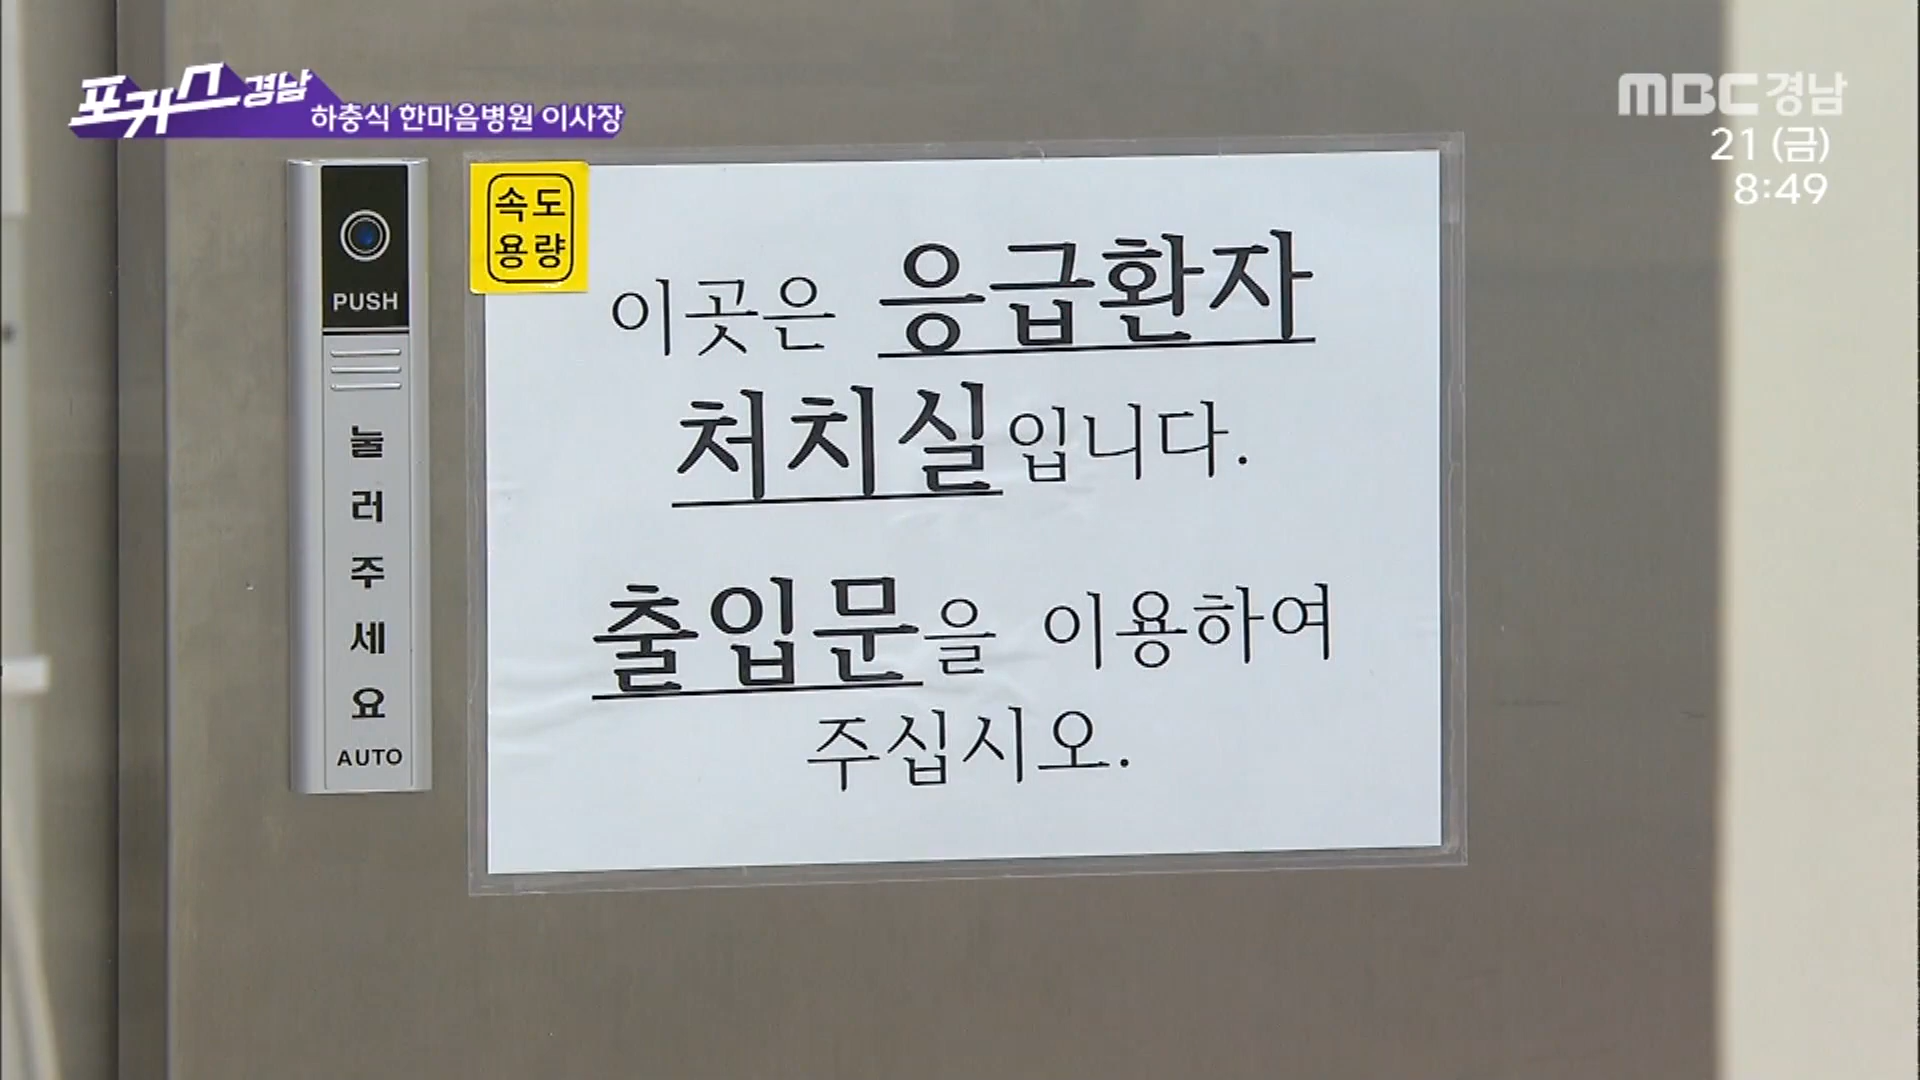 포커스경남
하충식 한마음병원 이사장
MBC경남
21 (금)
8:49
PUSH
눌
러
주
세
요
AUTO
속도
용량
이곳은 응급환자
처치실입니다.
출입문을 이용하여
주십시오.